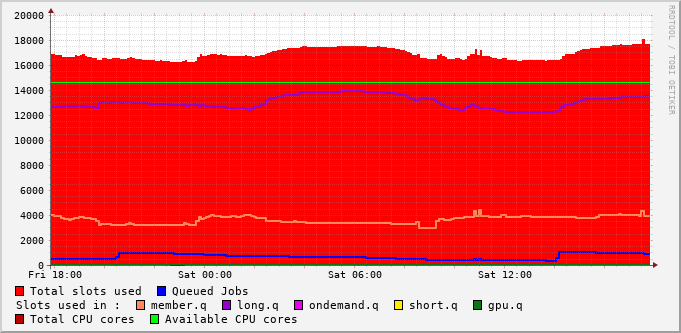 20000
18000
16000
14000
12000
10000
8000
6000
4000
2000
0
Fri 18:00 Sat 00:00 Sat 06:00 Sat 12:00
RRDTOOL / TOBI OETIKER
Total slots used Queued Jobs
Slots used in : member.q long.q ondemand.q short.q gpu.q
Total CPU cores Available CPU cores